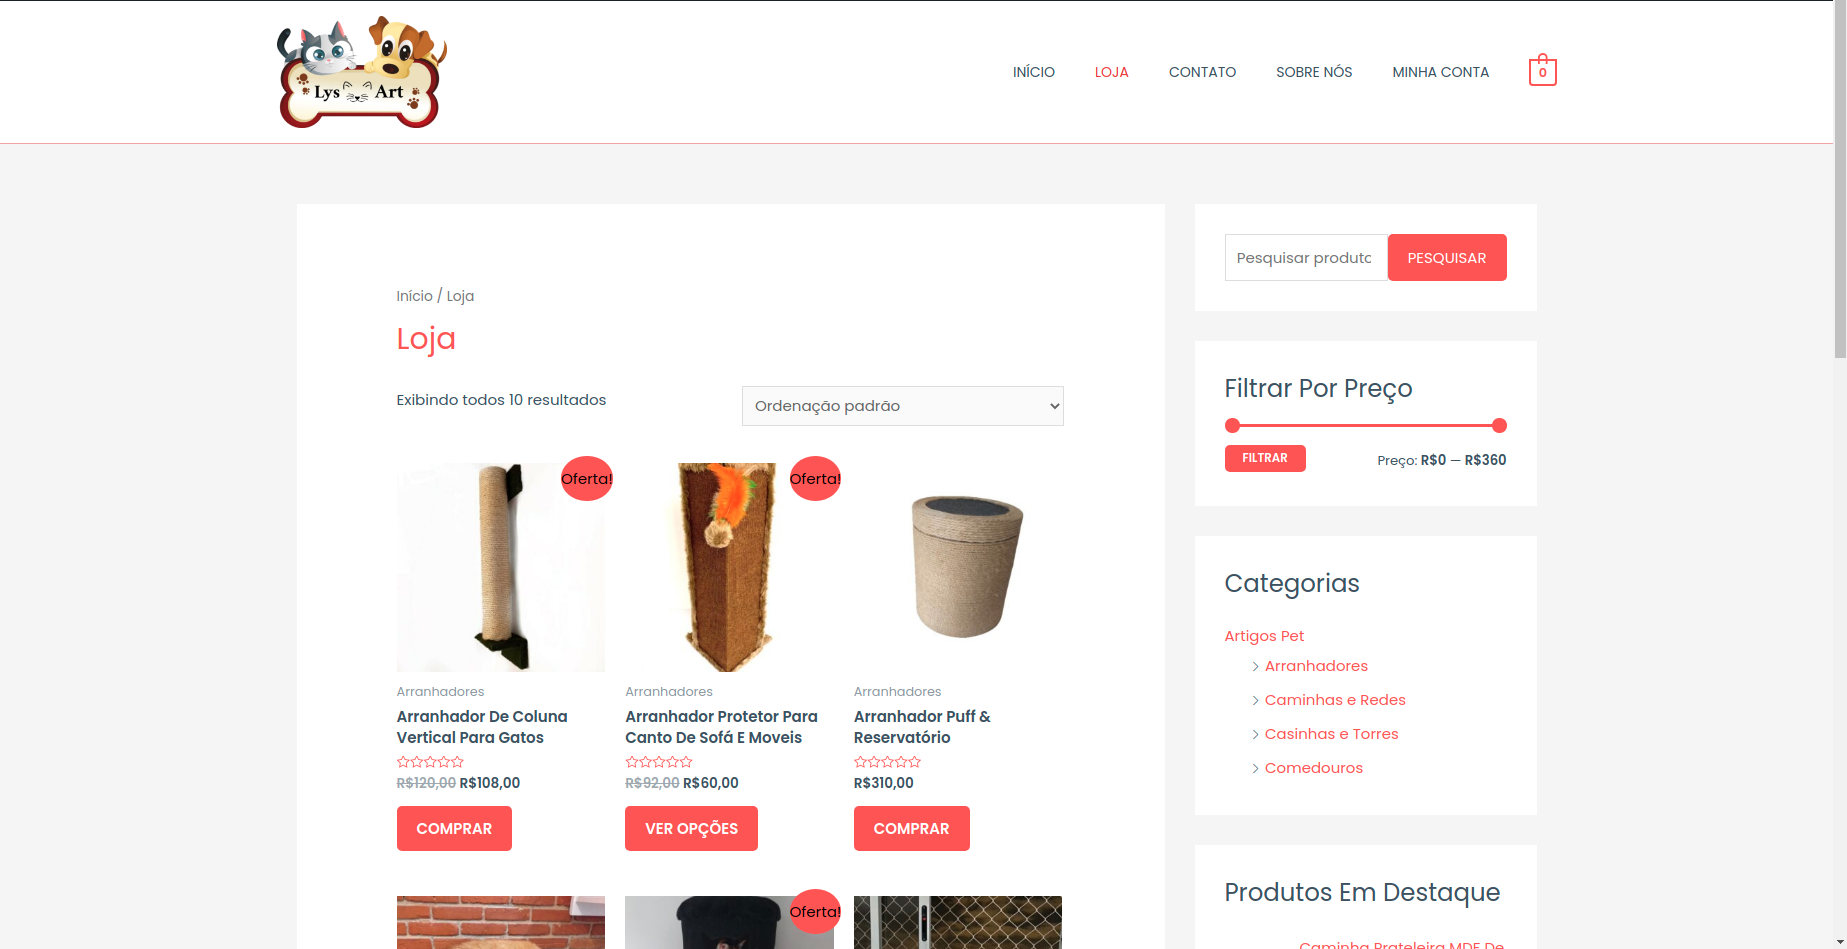 Lys Art
INÍCIO
LOJA
CONTATO
SOBRE NÓS
MINHA CONTA
0
Início / Loja
Loja
Exibindo todos 10 resultados
Ordenação padrão
Oferta!
Arranhadores
Arranhador De Coluna
Vertical Para Gatos
R$120,00 R$108,00
COMPRAR
Oferta!
Arranhadores
Arranhador Protetor Para
Canto De Sofá E Moveis
R$92,00 R$60,00
VER OPÇÕES
Arranhadores
Arranhador Puff &
Reservatório
R$310,00
COMPRAR
Oferta!
Pesquisar produto
PESQUISAR
Filtrar Por Preço
FILTRAR
Preço: R$0 — R$360
Categorias
Artigos Pet
Arranhadores
Caminhas e Redes
Casinhas e Torres
Comedouros
Produtos Em Destaque
Caminha Prateleira MDF De